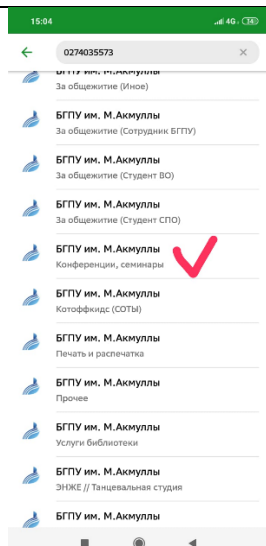 15:04
4G
0274035573
БГПУ им. М.Акмуллы
За общежитие (Иное)
БГПУ им. М.Акмуллы
За общежитие (Сотрудник БГПУ)
БГПУ им. М.Акмуллы
За общежитие (Студент ВО)
БГПУ им. М.Акмуллы
За общежитие (Студент СПО)
БГПУ им. М.Акмуллы
Конференции, семинары
БГПУ им. М.Акмуллы
Котоффкидс (СОТЫ)
БГПУ им. М.Акмуллы
Печать и распечатка
БГПУ им. М.Акмуллы
Прочее
БГПУ им. М.Акмуллы
Услуги библиотеки
БГПУ им. М.Акмуллы
ЭНЖЕ // Танцевальная студия
БГПУ им. М.Акмуллы